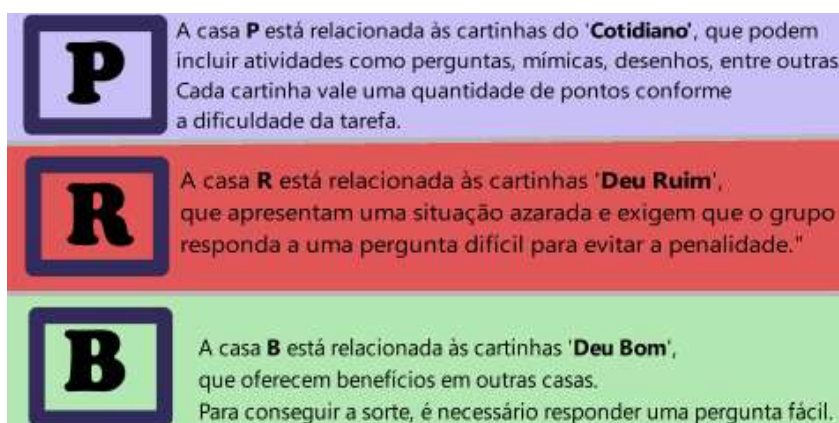 P
A casa P está relacionada às cartinhas do 'Cotidiano', que podem
incluir atividades como perguntas, mímicas, desenhos, entre outras
Cada cartinha vale uma quantidade de pontos conforme
a dificuldade da tarefa.
R
A casa R está relacionada às cartinhas 'Deu Ruim',
que apresentam uma situação azarada e exigem que o grupo
responda a uma pergunta difícil para evitar a penalidade."
B
A casa B está relacionada às cartinhas 'Deu Bom',
que oferecem benefícios em outras casas.
Para conseguir a sorte, é necessário responder uma pergunta fácil.